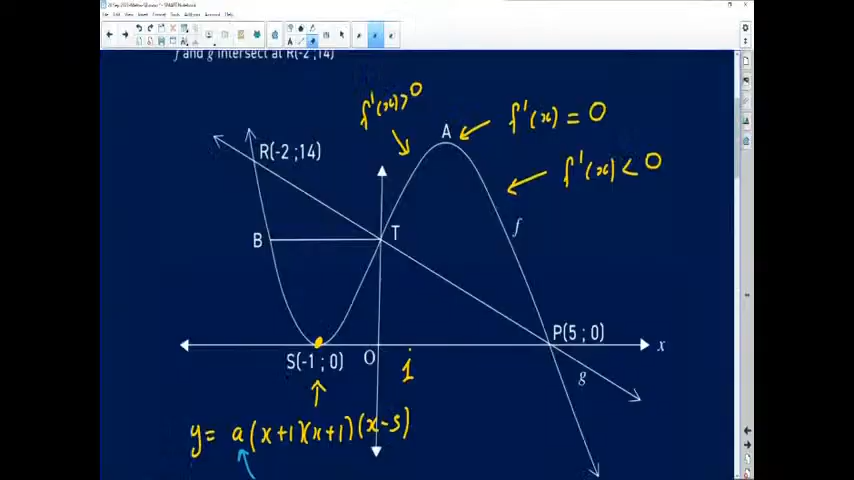 f and g intersect at R(-2 ;14)
f'(x)>0
A
f'(x) = 0
R(-2 ;14)
f'(x) < 0
f
B
T
P(5 ; 0)
x
S(-1 ; 0)
O
1
g
y = a(x+1)(x+1)(x-5)